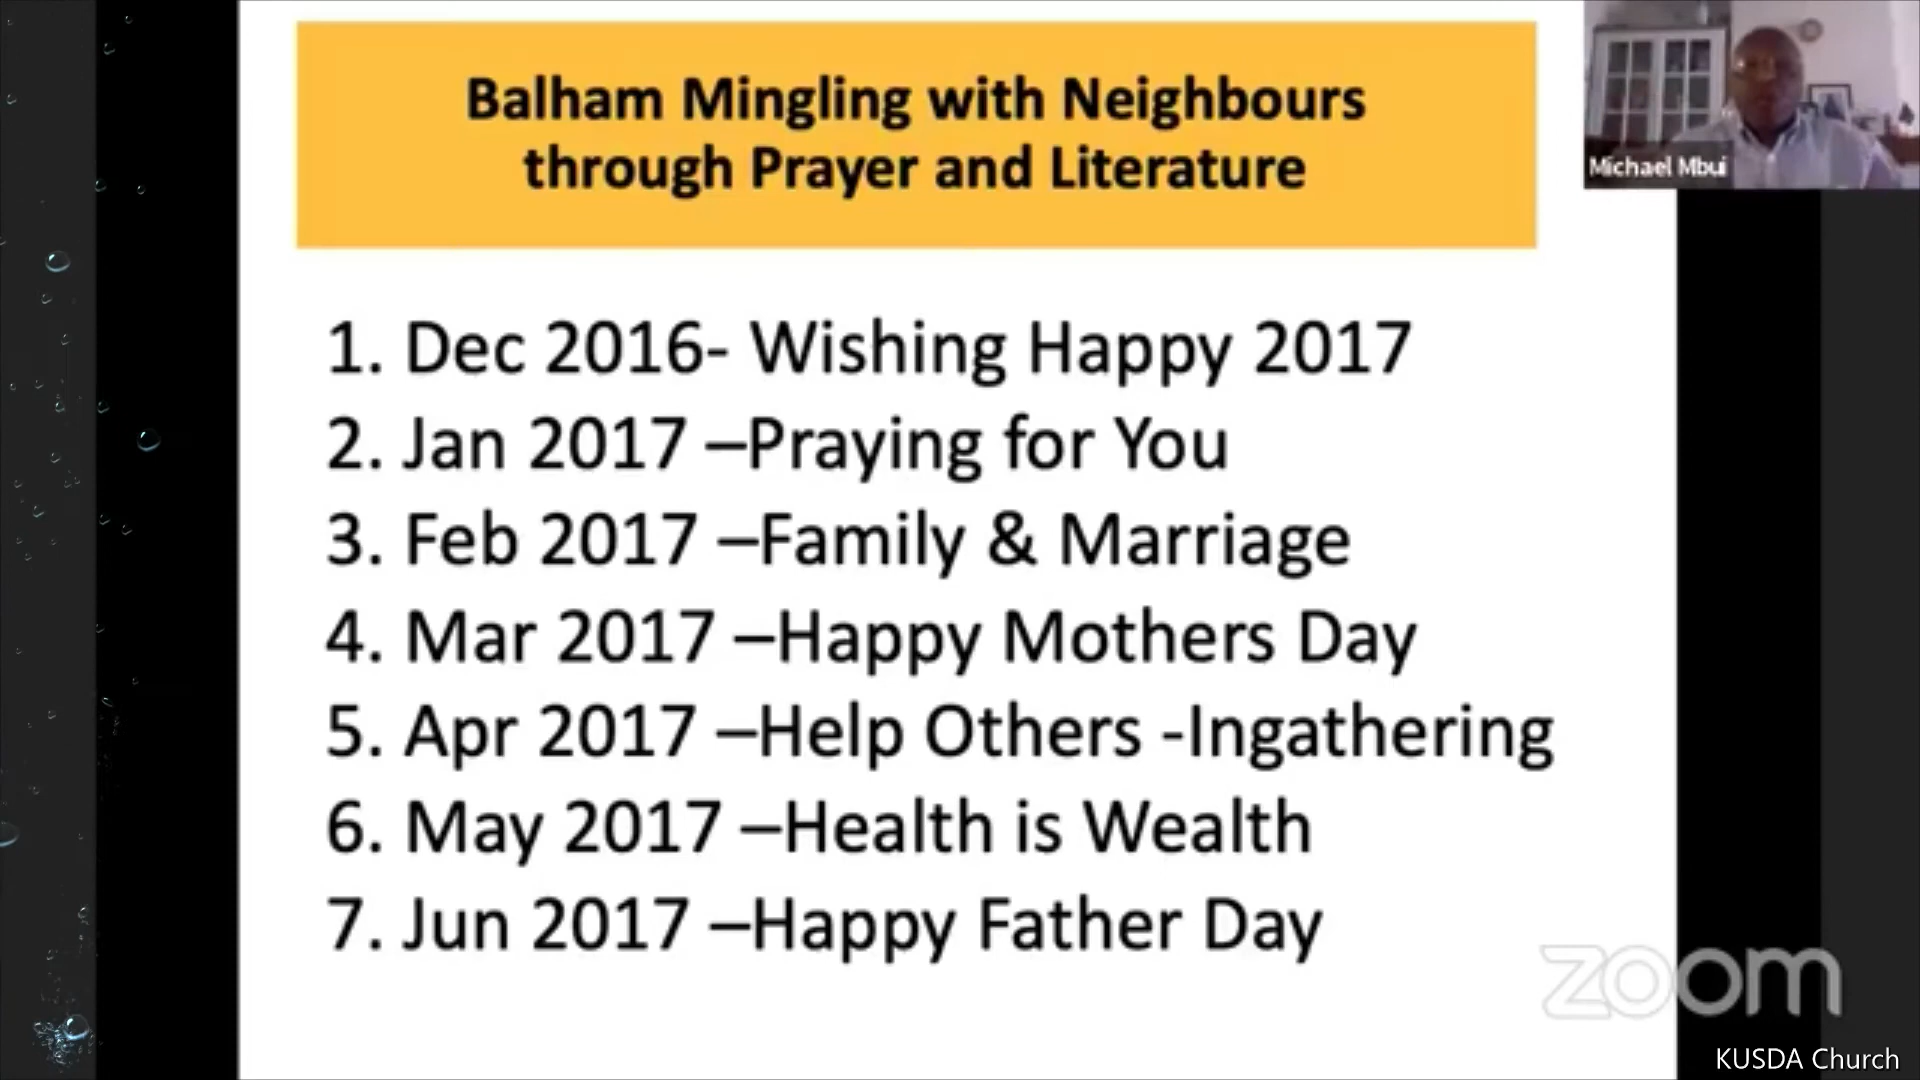 Balham Mingling with Neighbours
through Prayer and Literature
Michael Mbui
1. Dec 2016- Wishing Happy 2017
2. Jan 2017 –Praying for You
3. Feb 2017 –Family & Marriage
4. Mar 2017 –Happy Mothers Day
5. Apr 2017 –Help Others -Ingathering
6. May 2017 –Health is Wealth
7. Jun 2017 –Happy Father Day
zoom
KUSDA Church